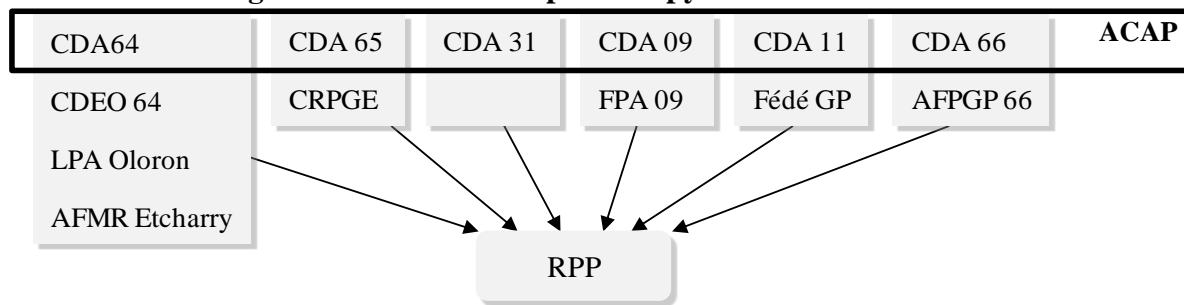 CDA64 CDA 65 CDA 31 CDA 09 CDA 11 CDA 66 ACAP
CDEO 64 CRPGE FPA 09 Fédé GP AFPGP 66
LPA Oloron
AFMR Etcharry
RPP